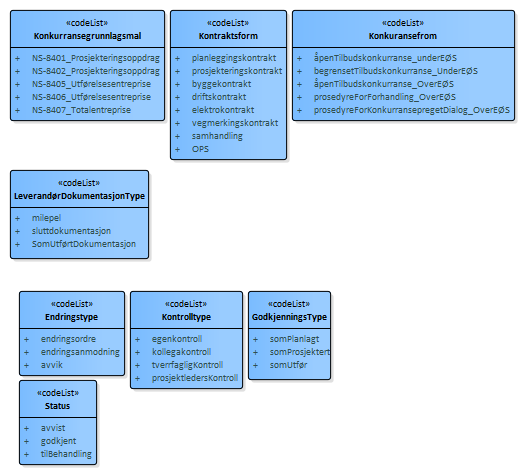 «codeList»
Konkurransegrunnlagsmal
+ NS-8401_Prosjekteringsoppdrag
+ NS-8402_Prosjekteringsoppdrag
+ NS-8405_Utførelsesentreprise
+ NS-8406_Utførelsesentreprise
+ NS-8407_Totalentreprise
«codeList»
Kontraktsform
+ planleggingskontrakt
+ prosjekteringskontrakt
+ byggekontrakt
+ driftskontrakt
+ elektrokontrakt
+ vegmerkingskontrakt
+ samhandling
+ OPS
«codeList»
Konkuransefrom
+ åpenTilbudskonkurranse_underEØS
+ begrensetTilbudskonkurranse_UnderEØS
+ åpenTilbudskonkurranse_OverEØS
+ prosedyreForForhandling_OverEØS
+ prosedyreForKonkurransepregetDialog_OverEØS
«codeList»
LeverandørDokumentasjonType
+ milepel
+ sluttdokumentasjon
+ SomUtførtDokumentasjon
«codeList»
Endringstype
+ endringsordre
+ endringsanmodning
+ avvik
«codeList»
Kontrolltype
+ egenkontroll
+ kollegakontroll
+ tverrfagligKontroll
+ prosjektledersKontroll
«codeList»
GodkjenningsType
+ somPlanlagt
+ somProsjektert
+ somUtfør
«codeList»
Status
+ avvist
+ godkjent
+ tilBehandling